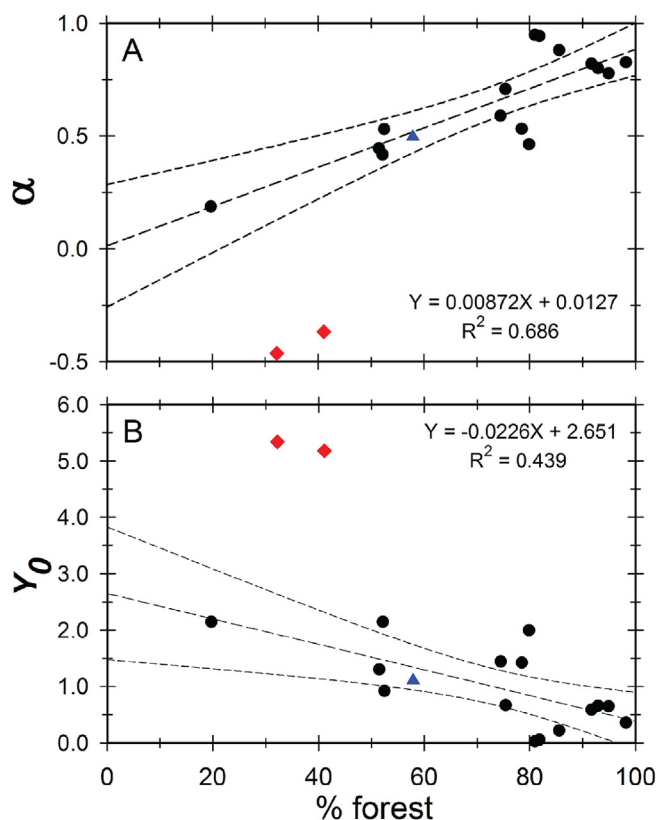 1.0
A
0.5
α
0.0
Y = 0.00872X + 0.0127
R² = 0.686
-0.5
6.0
B
Y = -0.0226X + 2.651
R² = 0.439
5.0
4.0
Y₀
3.0
2.0
1.0
0.0
0 20 40 60 80 100
% forest